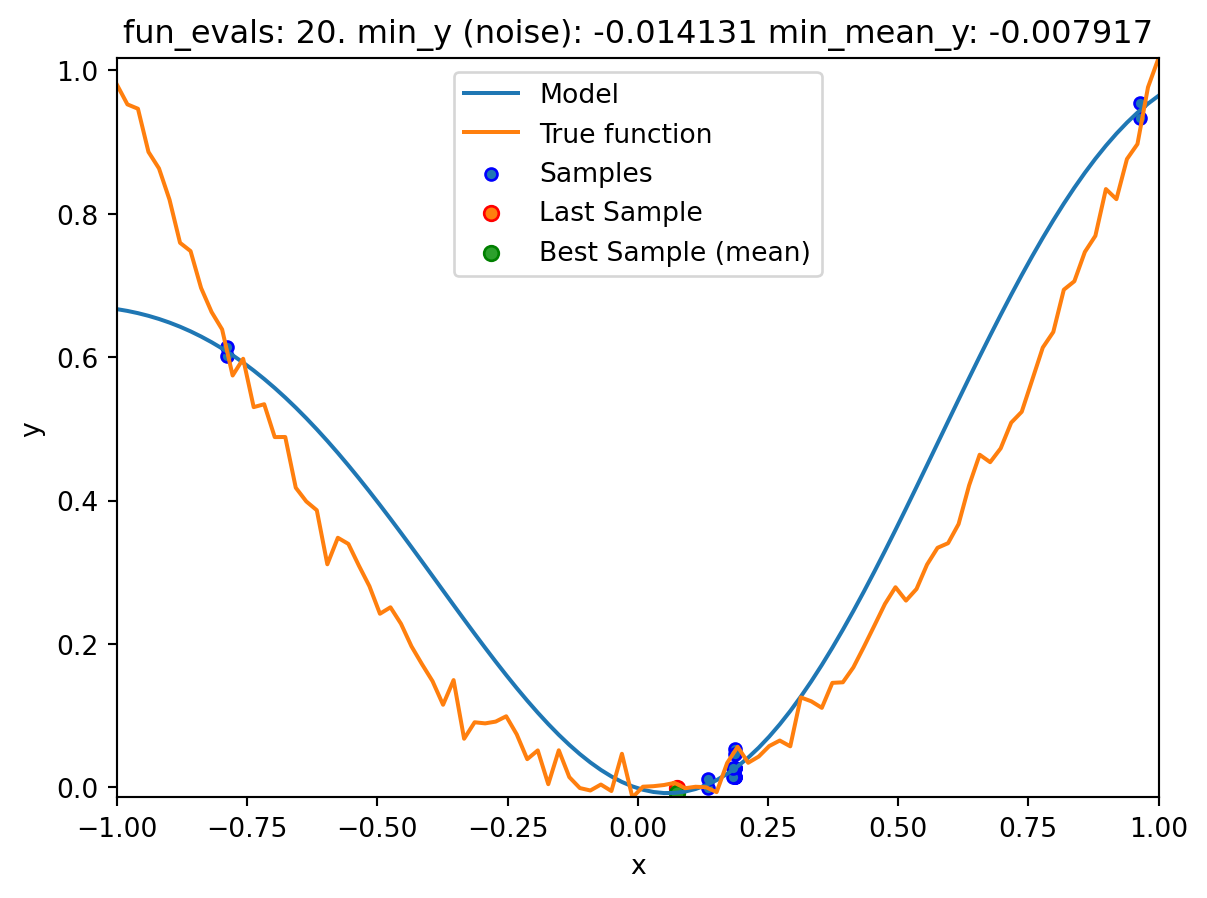 fun_evals: 20. min_y (noise): -0.014131 min_mean_y: -0.007917
1.0
0.8
0.6
0.4
0.2
0.0
y
Model
True function
Samples
Last Sample
Best Sample (mean)
−1.00 −0.75 −0.50 −0.25 0.00 0.25 0.50 0.75 1.00
x